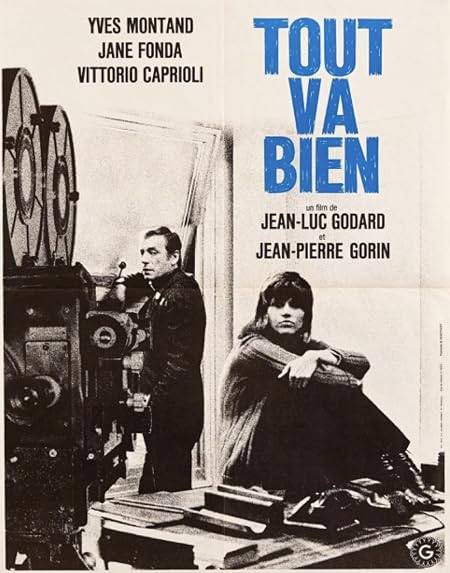 YVES MONTAND
JANE FONDA
VITTORIO CAPRIOLI
TOUT
VA
BIEN
un film de
JEAN-LUC GODARD
et
JEAN-PIERRE GORIN
G